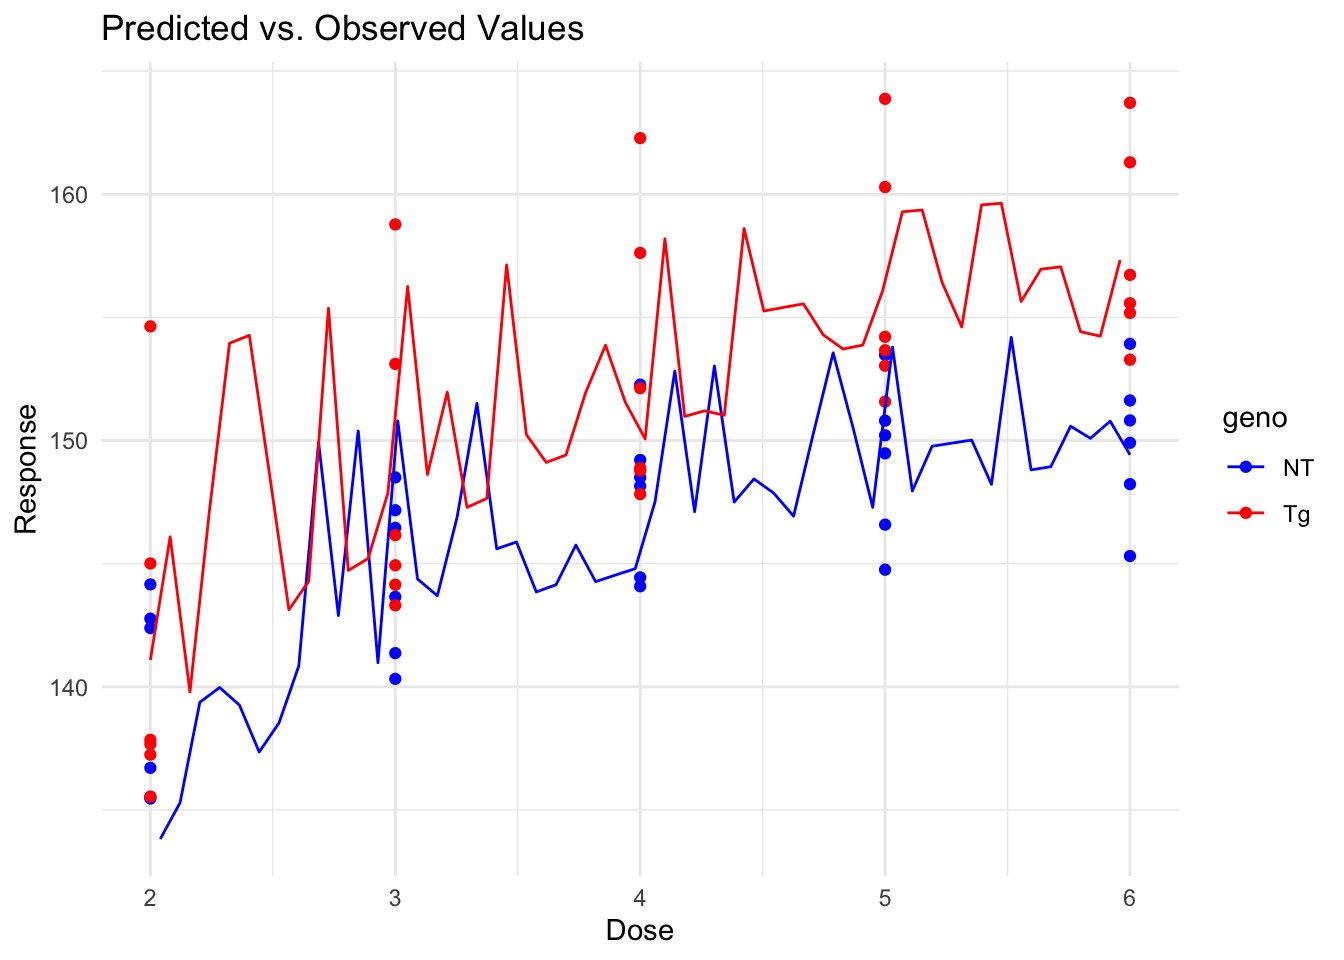 Predicted vs. Observed Values
Response
160
150
140
2 3 4 5 6
Dose
geno
NT
Tg